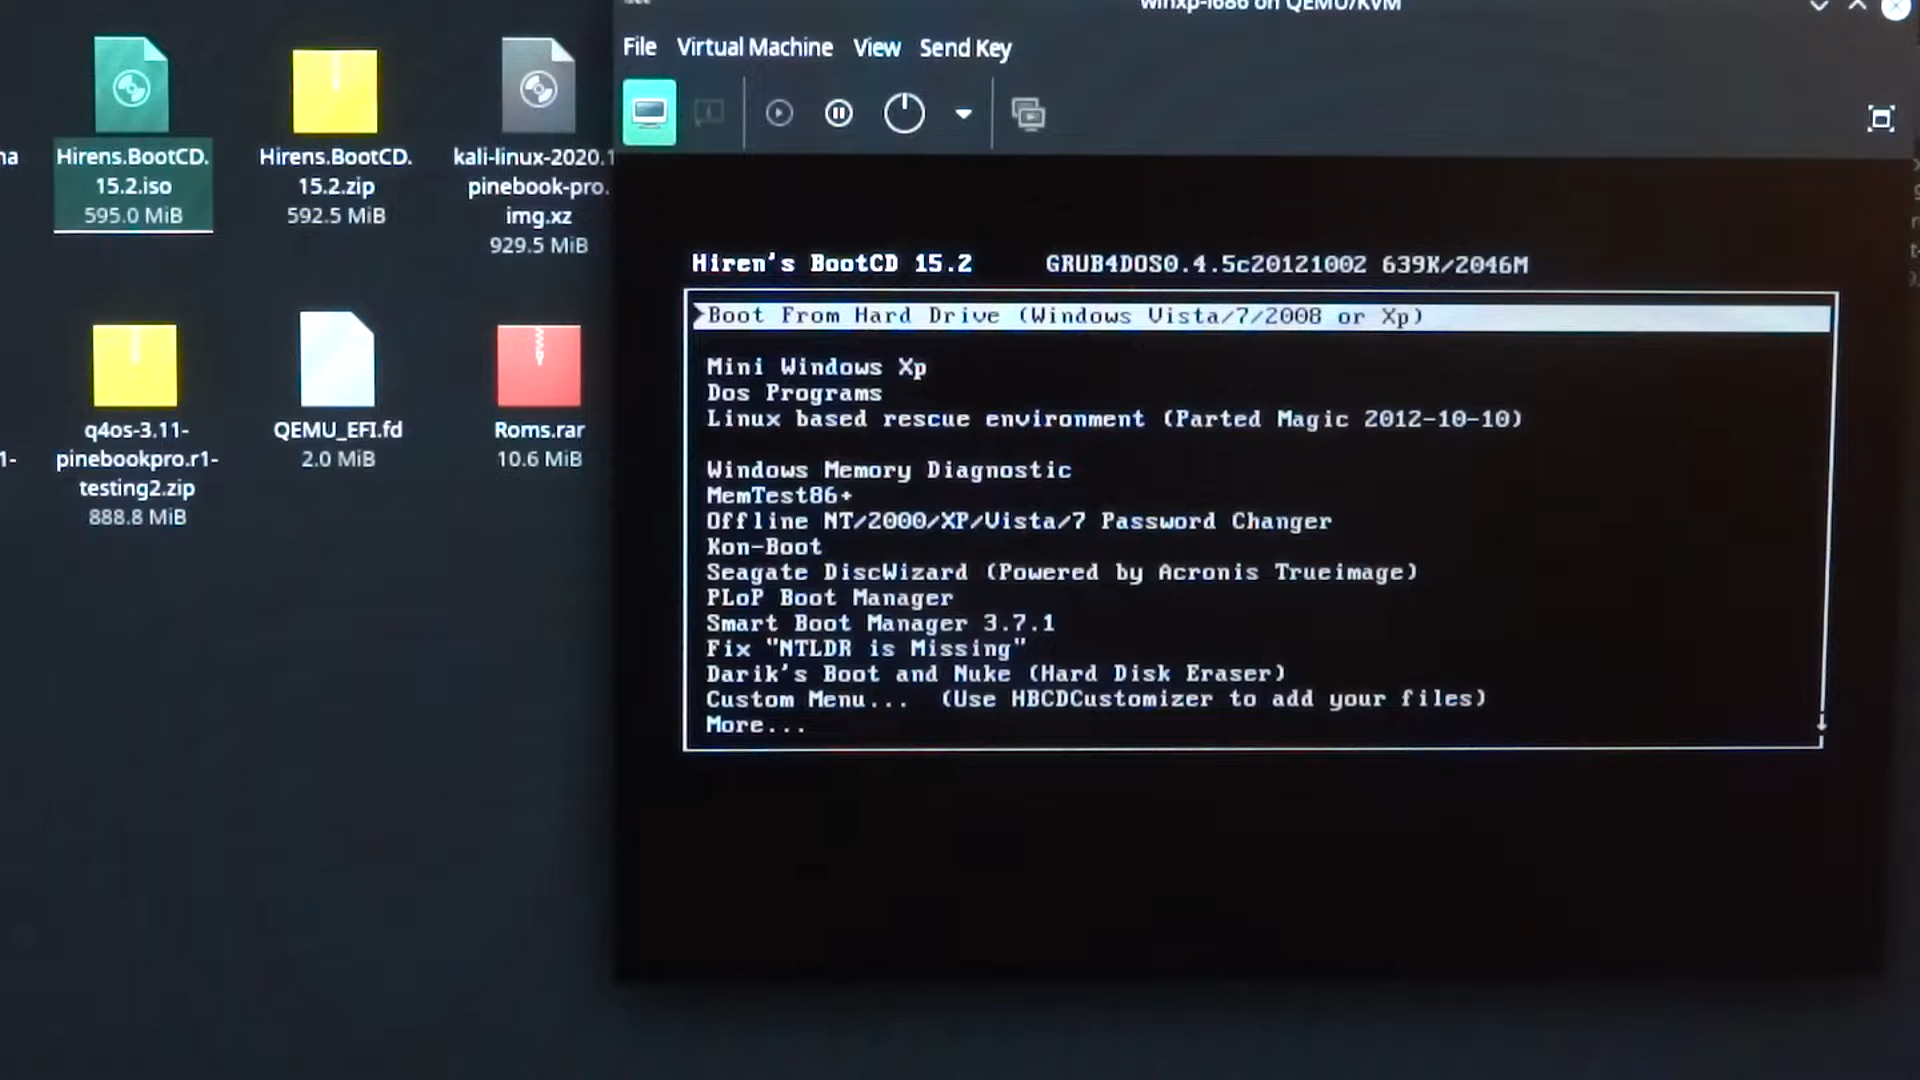 Hirens.BootCD.
15.2.iso
595.0 MiB
Hirens.BootCD.
15.2.zip
592.5 MiB
kali-linux-2020.1
pinebook-pro.
img.xz
929.5 MiB
q4os-3.11-
pinebookpro.r1-
testing2.zip
888.8 MiB
QEMU_EFI.fd
2.0 MiB
Roms.rar
10.6 MiB
winxp-i686 on QEMU/KVM
File Virtual Machine View Send Key
Hiren's BootCD 15.2 GRUB4DOS0.4.5c20121002 639K/2046M
Boot From Hard Drive (Windows Vista/7/2008 or Xp)
Mini Windows Xp
Dos Programs
Linux based rescue environment (Parted Magic 2012-10-10)
Windows Memory Diagnostic
MemTest86+
Offline NT/2000/XP/Vista/7 Password Changer
Kon-Boot
Seagate DiscWizard (Powered by Acronis Trueimage)
PLoP Boot Manager
Smart Boot Manager 3.7.1
Fix "NTLDR is Missing"
Darik's Boot and Nuke (Hard Disk Eraser)
Custom Menu... (Use HBCDCustomizer to add your files)
More...